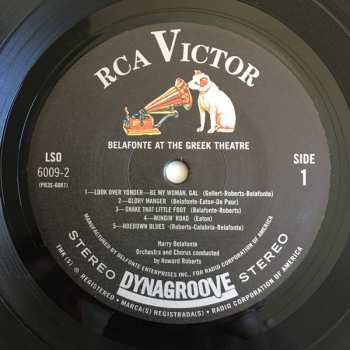 RCA VICTOR
BELAFONTE AT THE GREEK THEATRE
LSO
6009-2
(PR3S-6087)
SIDE
1
1—LOOK OVER YONDER—BE MY WOMAN, GAL (Gellert-Roberts-Belafonte)
2—GLORY MANGER (Belafonte-Eaton-De Paur)
3—SHAKE THAT LITTLE FOOT (Belafonte-Roberts)
4—WINDIN' ROAD (Eaton)
5—HOEDOWN BLUES (Roberts-Calabria-Belafonte)
Harry Belafonte
Orchestra and Chorus conducted
by Howard Roberts
MANUFACTURED BY BELFONTE ENTERPRISES INC. FOR RADIO CORPORATION OF AMERICA
STEREO DYNAGROOVE STEREO
TMK (S) ® REGISTERED • MARCA(S) REGISTRADA(S) • RADIO CORPORATION OF AMERICA